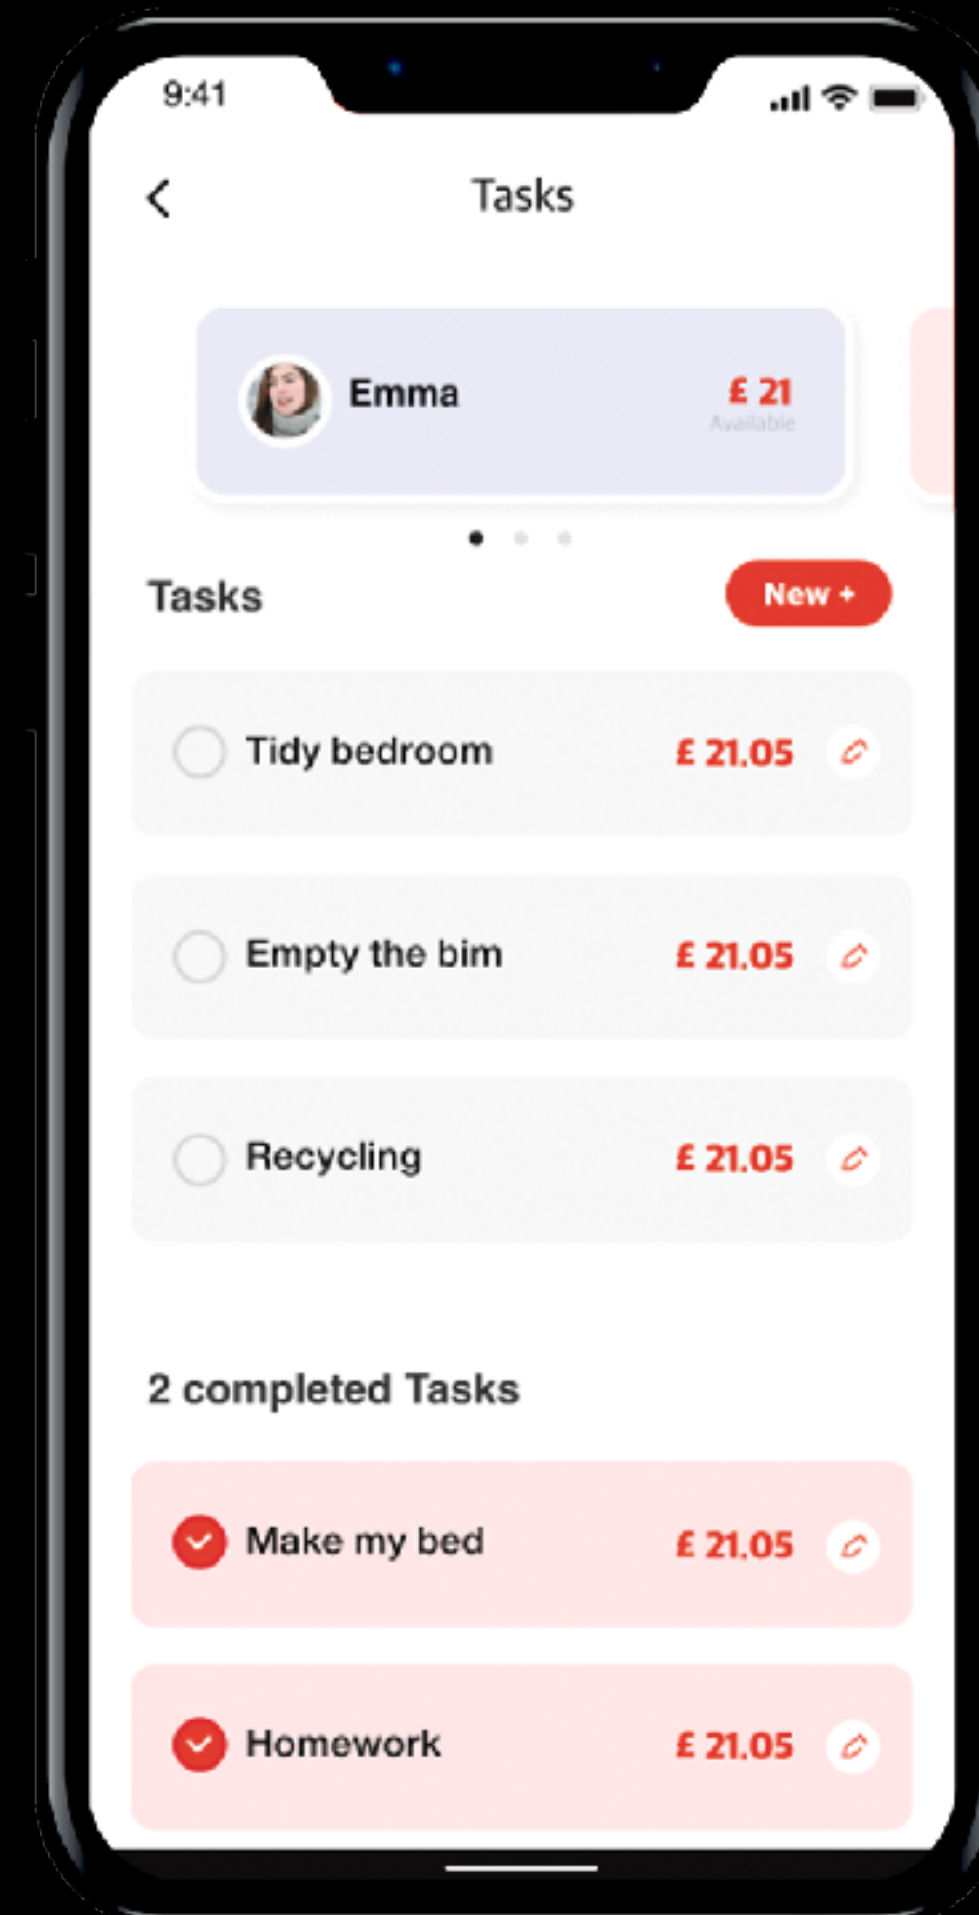 9:41
Tasks
Emma
£ 21
Available
Tasks
New +
Tidy bedroom
£ 21.05
Empty the bim
£ 21.05
Recycling
£ 21.05
2 completed Tasks
Make my bed
£ 21.05
Homework
£ 21.05